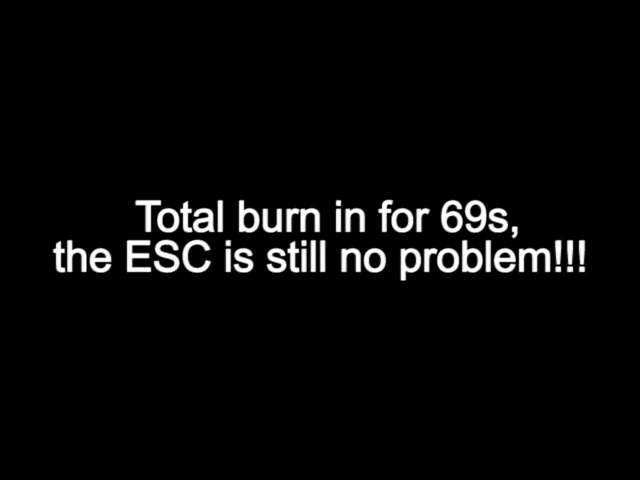 Total burn in for 69s,
the ESC is still no problem!!!